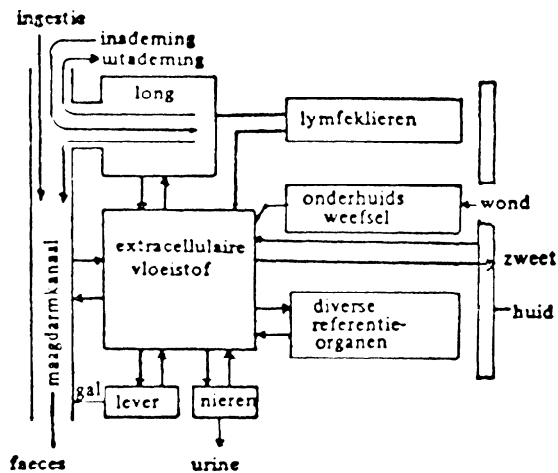 ingestie
inademing
uitademing
long
lymfeklieren
onderhuids
weefsel
wond
extracellulaire
vloeistof
zweet
maagdarmkanaal
diverse
referentie-
organen
huid
gal
lever
nieren
faeces
urine